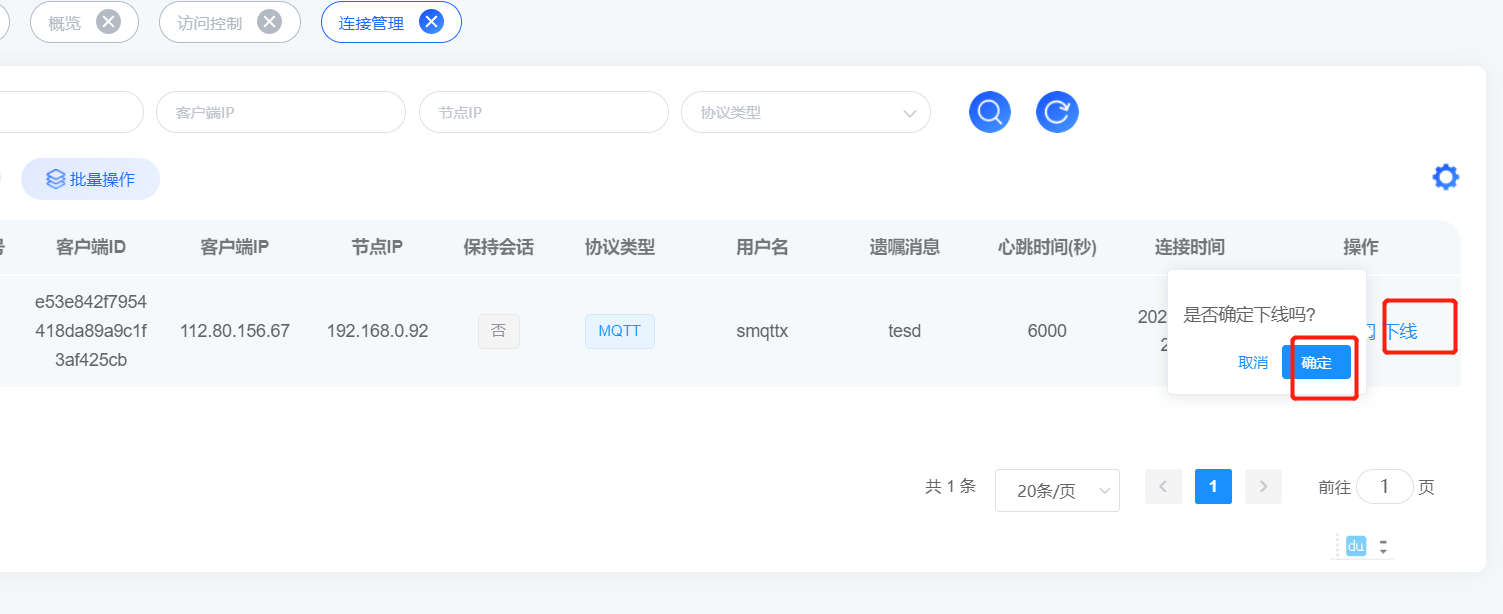 概览
访问控制
连接管理
客户端IP
节点IP
协议类型
批量操作
客户端ID
客户端IP
节点IP
保持会话
协议类型
用户名
遗嘱消息
心跳时间(秒)
连接时间
操作
e53e842f7954
418da89a9c1f
3af425cb
112.80.156.67
192.168.0.92
否
MQTT
smqttx
tesd
6000
202
2
是否确定下线吗?
取消
确定
下线
共 1 条
20条/页
1
前往
1
页
du